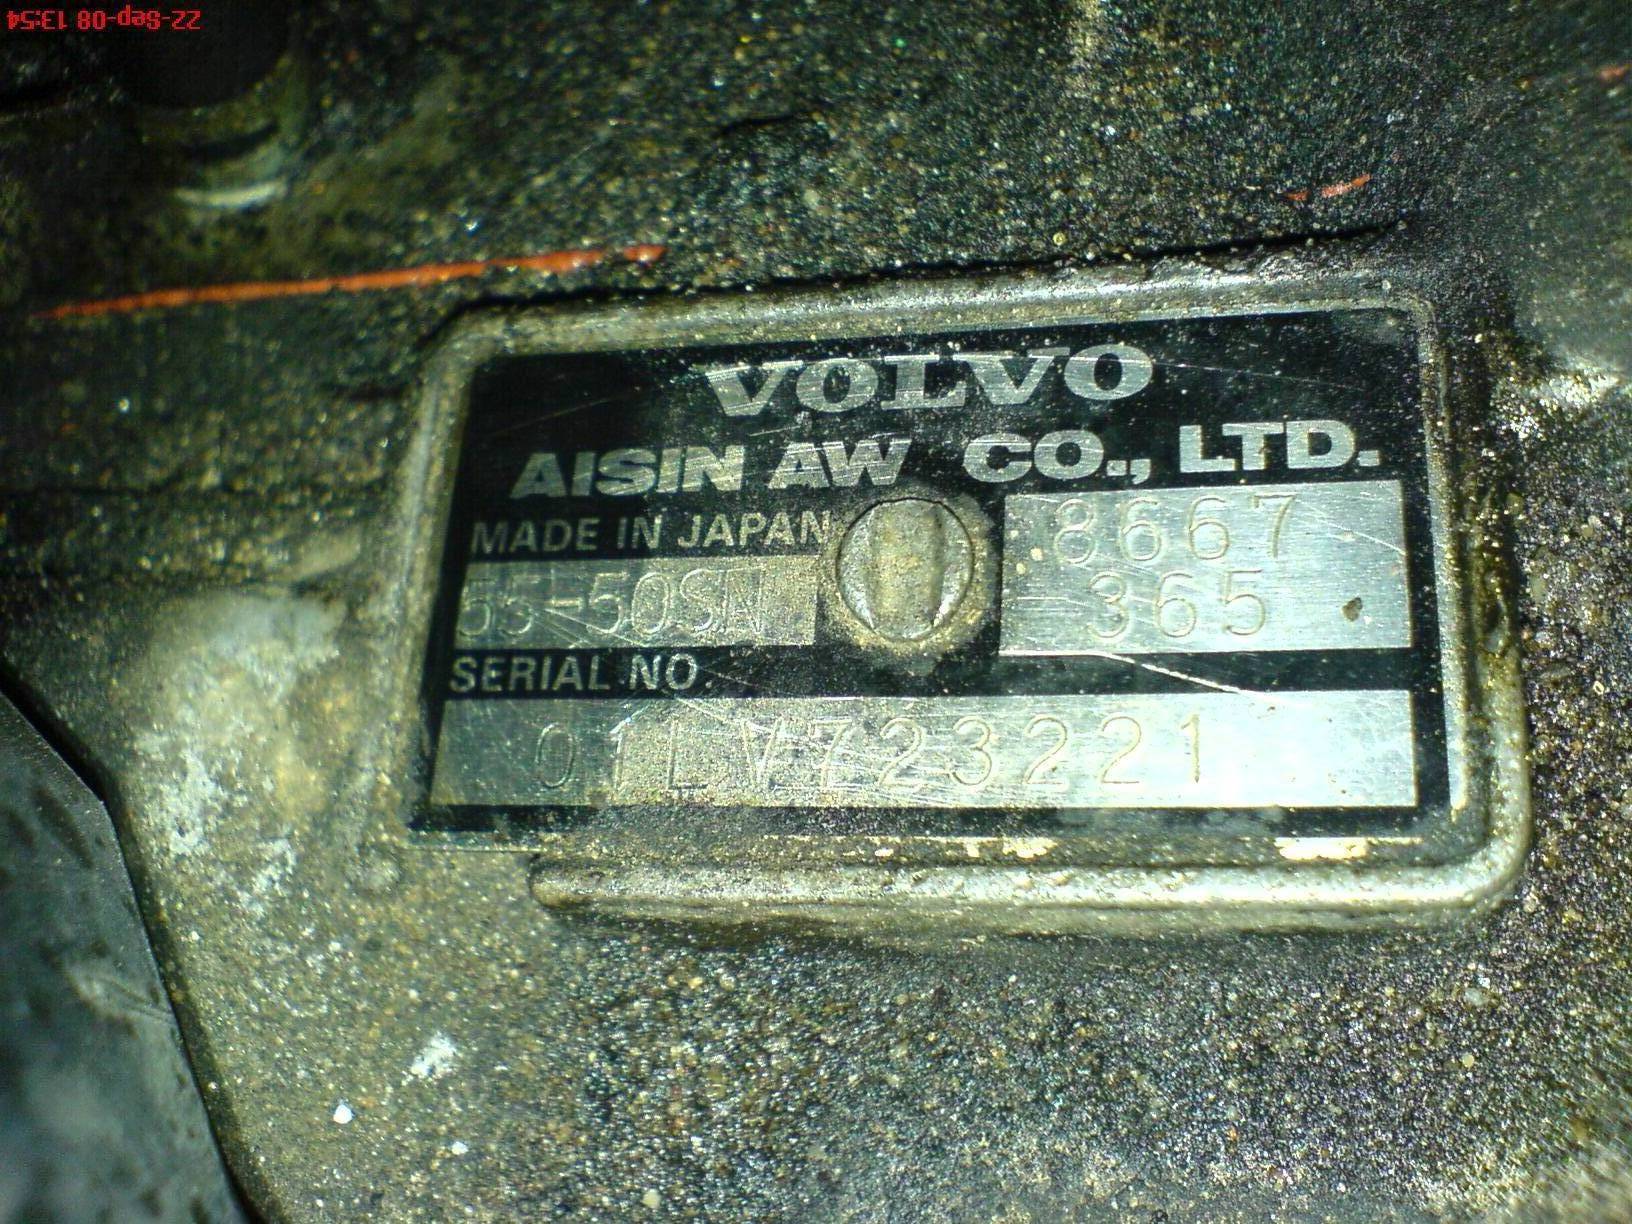 22-Sep-08 13:54
VOLVO
AISIN AW CO., LTD.
MADE IN JAPAN
8667
55-50SN
365
SERIAL NO.
01LV723221